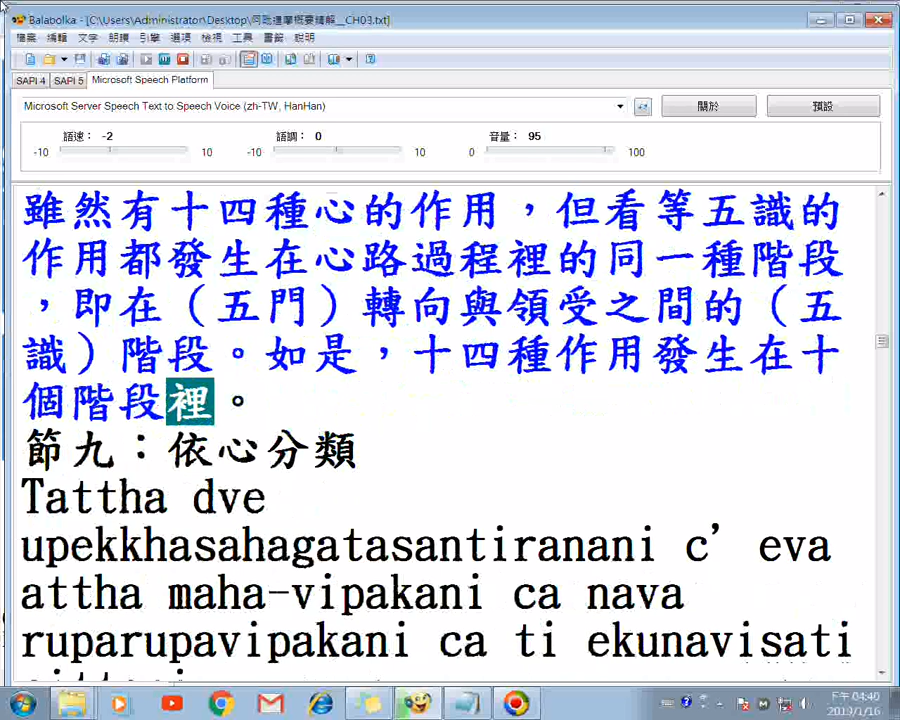 Balabolka - [C:\Users\Administrator\Desktop\阿毗達摩概要精解__CH03.txt]
檔案 編輯 文字 朗讀 引擎 選項 檢視 工具 書籤 說明
SAPI 4 SAPI 5 Microsoft Speech Platform
Microsoft Server Speech Text to Speech Voice (zh-TW, HanHan) 關於 預設
語速： -2 語調： 0 音量： 95
-10 10 -10 10 0 100
雖然有十四種心的作用，但看等五識的
作用都發生在心路過程裡的同一種階段
，即在（五門）轉向與領受之間的（五
識）階段。如是，十四種作用發生在十
個階段裡。
節九：依心分類
Tattha dve
upekkhasahagatasantiranani c’ eva
attha maha-vipakani ca nava
ruparupavipakani ca ti ekunavisati
下午 04:40
2019/1/16